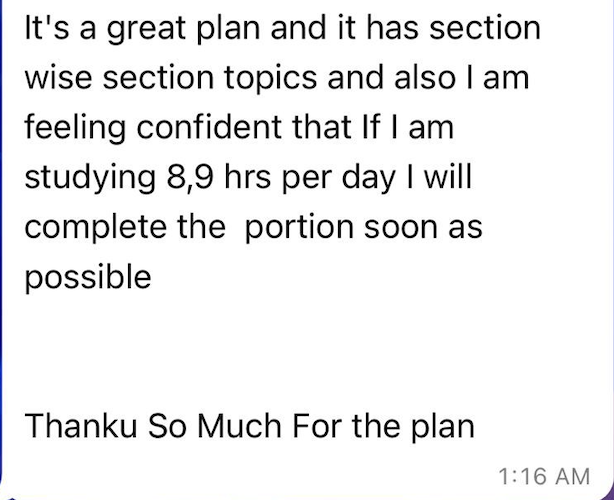 It's a great plan and it has section
wise section topics and also I am
feeling confident that If I am
studying 8,9 hrs per day I will
complete the  portion soon as
possible
Thanku So Much For the plan
1:16 AM